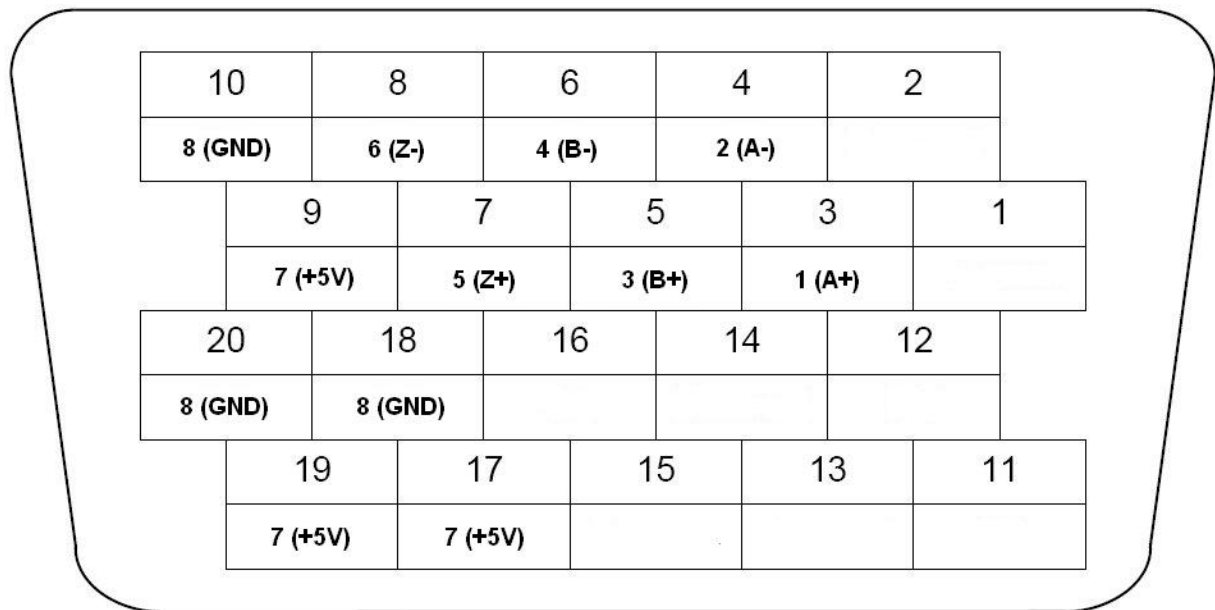 10 8 6 4 2
8 (GND) 6 (Z-) 4 (B-) 2 (A-)
9 7 5 3 1
7 (+5V) 5 (Z+) 3 (B+) 1 (A+)
20 18 16 14 12
8 (GND) 8 (GND)
19 17 15 13 11
7 (+5V) 7 (+5V)